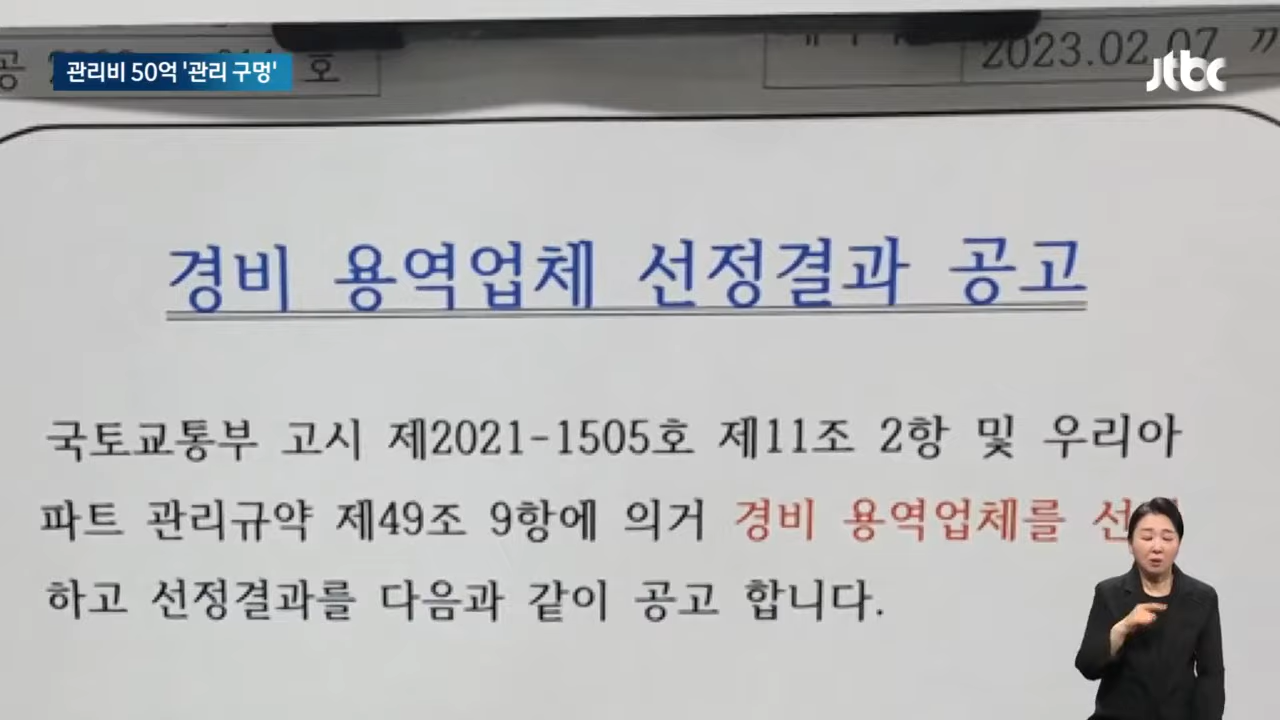 관리비 50억 '관리 구멍'
호
2023.02.07
jtbc
경비 용역업체 선정결과 공고
국토교통부 고시 제2021-1505호 제11조 2항 및 우리아
파트 관리규약 제49조 9항에 의거 경비 용역업체를
하고 선정결과를 다음과 같이 공고 합니다.